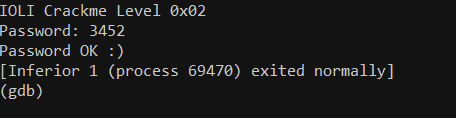 IOLI Crackme Level 0x02
Password: 3452
Password OK :)
[Inferior 1 (process 69470) exited normally]
(gdb)